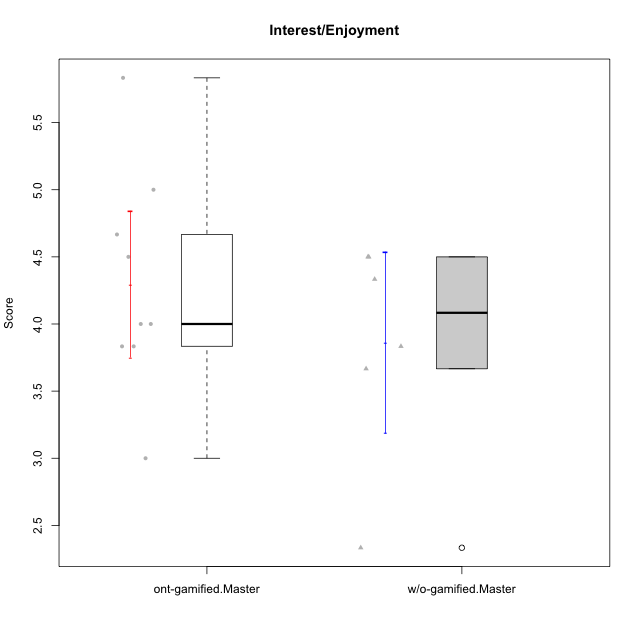 Interest/Enjoyment
Score
5.5
5.0
4.5
4.0
3.5
3.0
2.5
ont-gamified.Master
w/o-gamified.Master